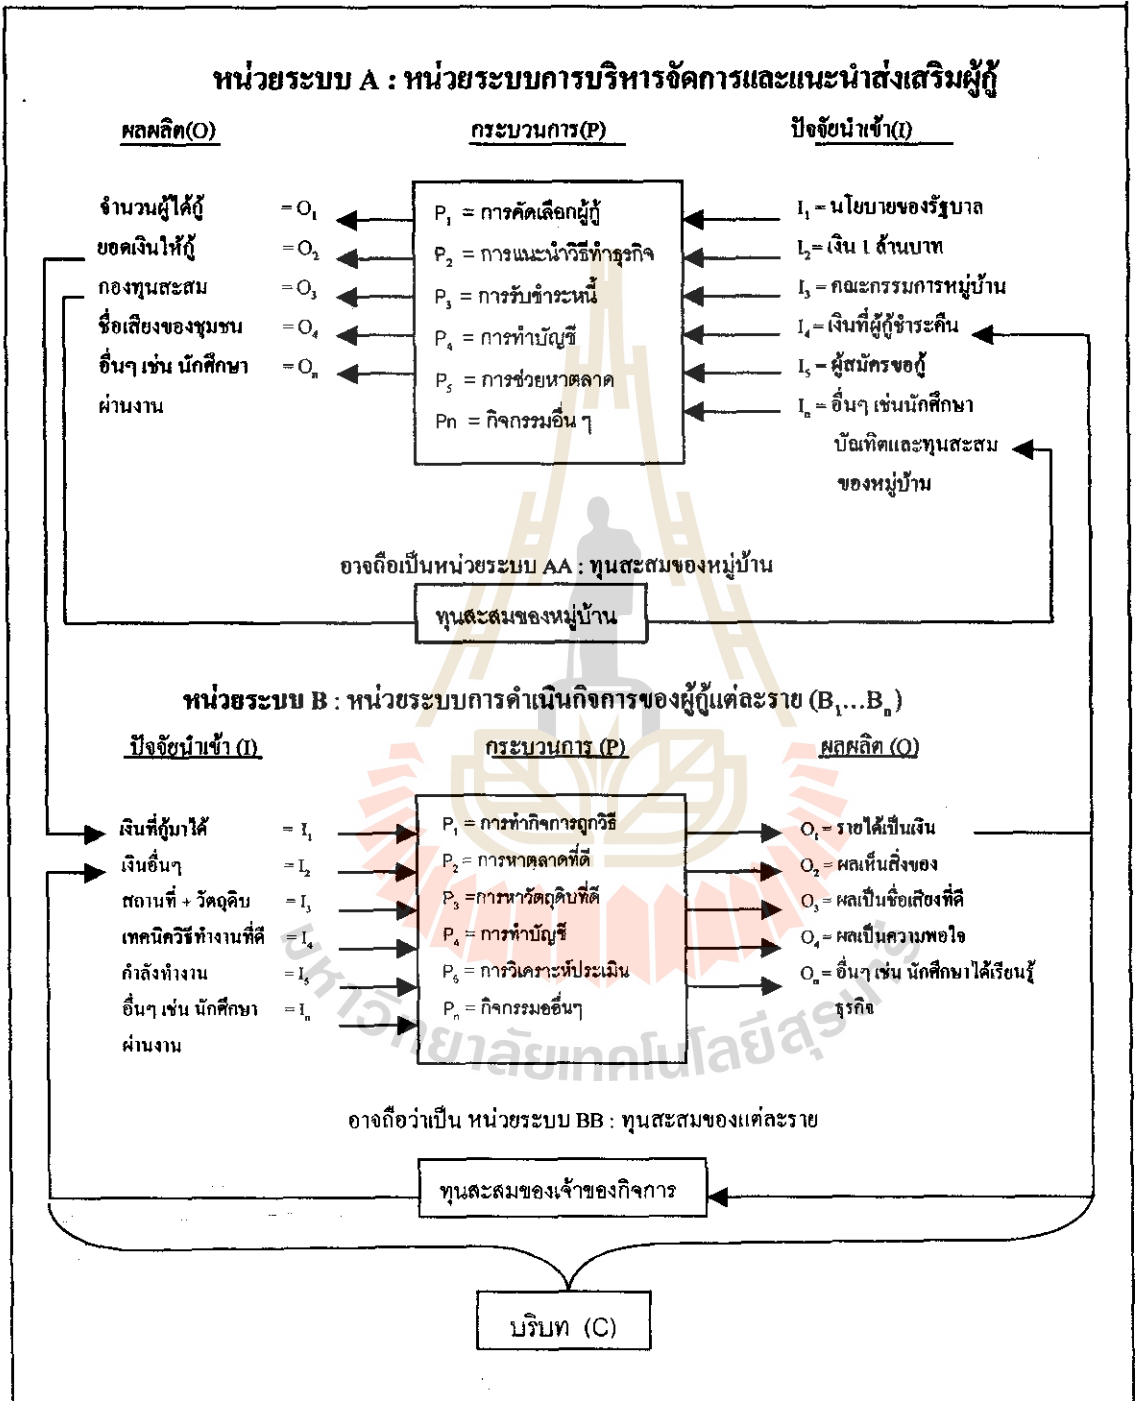 หน่วยระบบ A : หน่วยระบบการบริหารจัดการและแนะนำส่งเสริมผู้กู้
ผลผลิต(O) กระบวนการ(P) ปัจจัยนำเข้า(I)
จำนวนผู้ได้กู้ = O₁
ยอดเงินให้กู้ = O₂
กองทุนสะสม = O₃
ชื่อเสียงของชุมชน = O₄
อื่นๆ เช่น นักศึกษา = Oₙ
ผ่านงาน
P₁ = การคัดเลือกผู้กู้
P₂ = การแนะนำวิธีทำธุรกิจ
P₃ = การรับชำระหนี้
P₄ = การทำบัญชี
P₅ = การช่วยหาตลาด
Pn = กิจกรรมอื่น ๆ
I₁ = นโยบายของรัฐบาล
I₂ = เงิน 1 ล้านบาท
I₃ = คณะกรรมการหมู่บ้าน
I₄ = เงินที่ผู้กู้ชำระคืน
I₅ = ผู้สมัครขอกู้
Iₙ = อื่นๆ เช่นนักศึกษา
บัณฑิตและทุนสะสม
ของหมู่บ้าน
อาจถือเป็นหน่วยระบบ AA : ทุนสะสมของหมู่บ้าน
ทุนสะสมของหมู่บ้าน
หน่วยระบบ B : หน่วยระบบการดำเนินกิจการของผู้กู้แต่ละราย (B₁...Bₙ)
ปัจจัยนำเข้า (I) กระบวนการ (P) ผลผลิต (O)
เงินที่กู้มาได้ = I₁
เงินอื่นๆ = I₂
สถานที่ + วัตถุดิบ = I₃
เทคนิควิธีทำงานที่ดี = I₄
กำลังทำงาน = I₅
อื่นๆ เช่น นักศึกษา = Iₙ
ผ่านงาน
P₁ = การทำกิจการถูกวิธี
P₂ = การหาตลาดที่ดี
P₃ =การหาวัตถุดิบที่ดี
P₄ = การทำบัญชี
P₅ = การวิเคราะห์ประเมิน
Pₙ = กิจกรรมออื่นๆ
O₁ = รายได้เป็นเงิน
O₂ = ผลเห็นสิ่งของ
O₃ = ผลเป็นชื่อเสียงที่ดี
O₄ = ผลเป็นความพอใจ
Oₙ = อื่นๆ เช่น นักศึกษาได้เรียนรู้
ธุรกิจ
มหาวิทยาลัยเทคโนโลยีสุรนารี
อาจถือว่าเป็น หน่วยระบบ BB : ทุนสะสมของแต่ละราย
ทุนสะสมของเจ้าของกิจการ
บริบท (C)